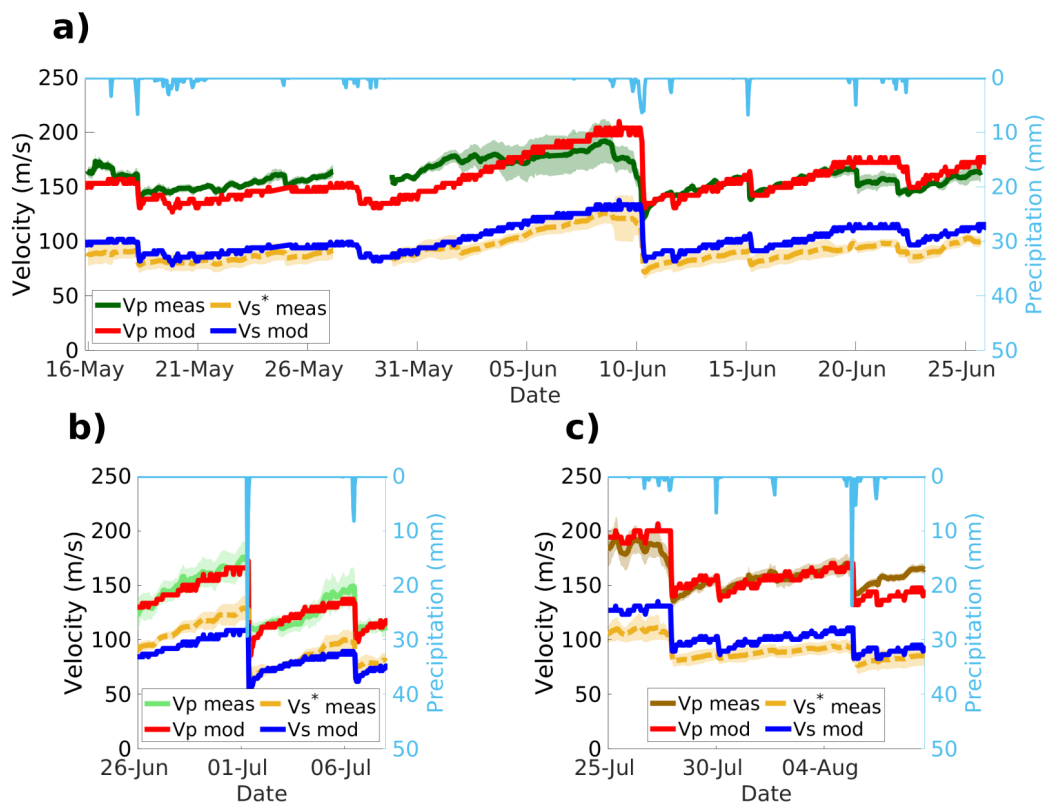 a)
250
200
150
100
50
0
Velocity (m/s)
0
10
20
30
40
50
Precipitation (mm)
Vp meas
Vs* meas
Vp mod
Vs mod
16-May 21-May 26-May 31-May 05-Jun 10-Jun 15-Jun 20-Jun 25-Jun
Date
b)
250
200
150
100
50
0
Velocity (m/s)
0
10
20
30
40
50
Precipitation (mm)
Vp meas
Vs* meas
Vp mod
Vs mod
26-Jun 01-Jul 06-Jul
Date
c)
250
200
150
100
50
0
Velocity (m/s)
0
10
20
30
40
50
Precipitation (mm)
Vp meas
Vs* meas
Vp mod
Vs mod
25-Jul 30-Jul 04-Aug
Date